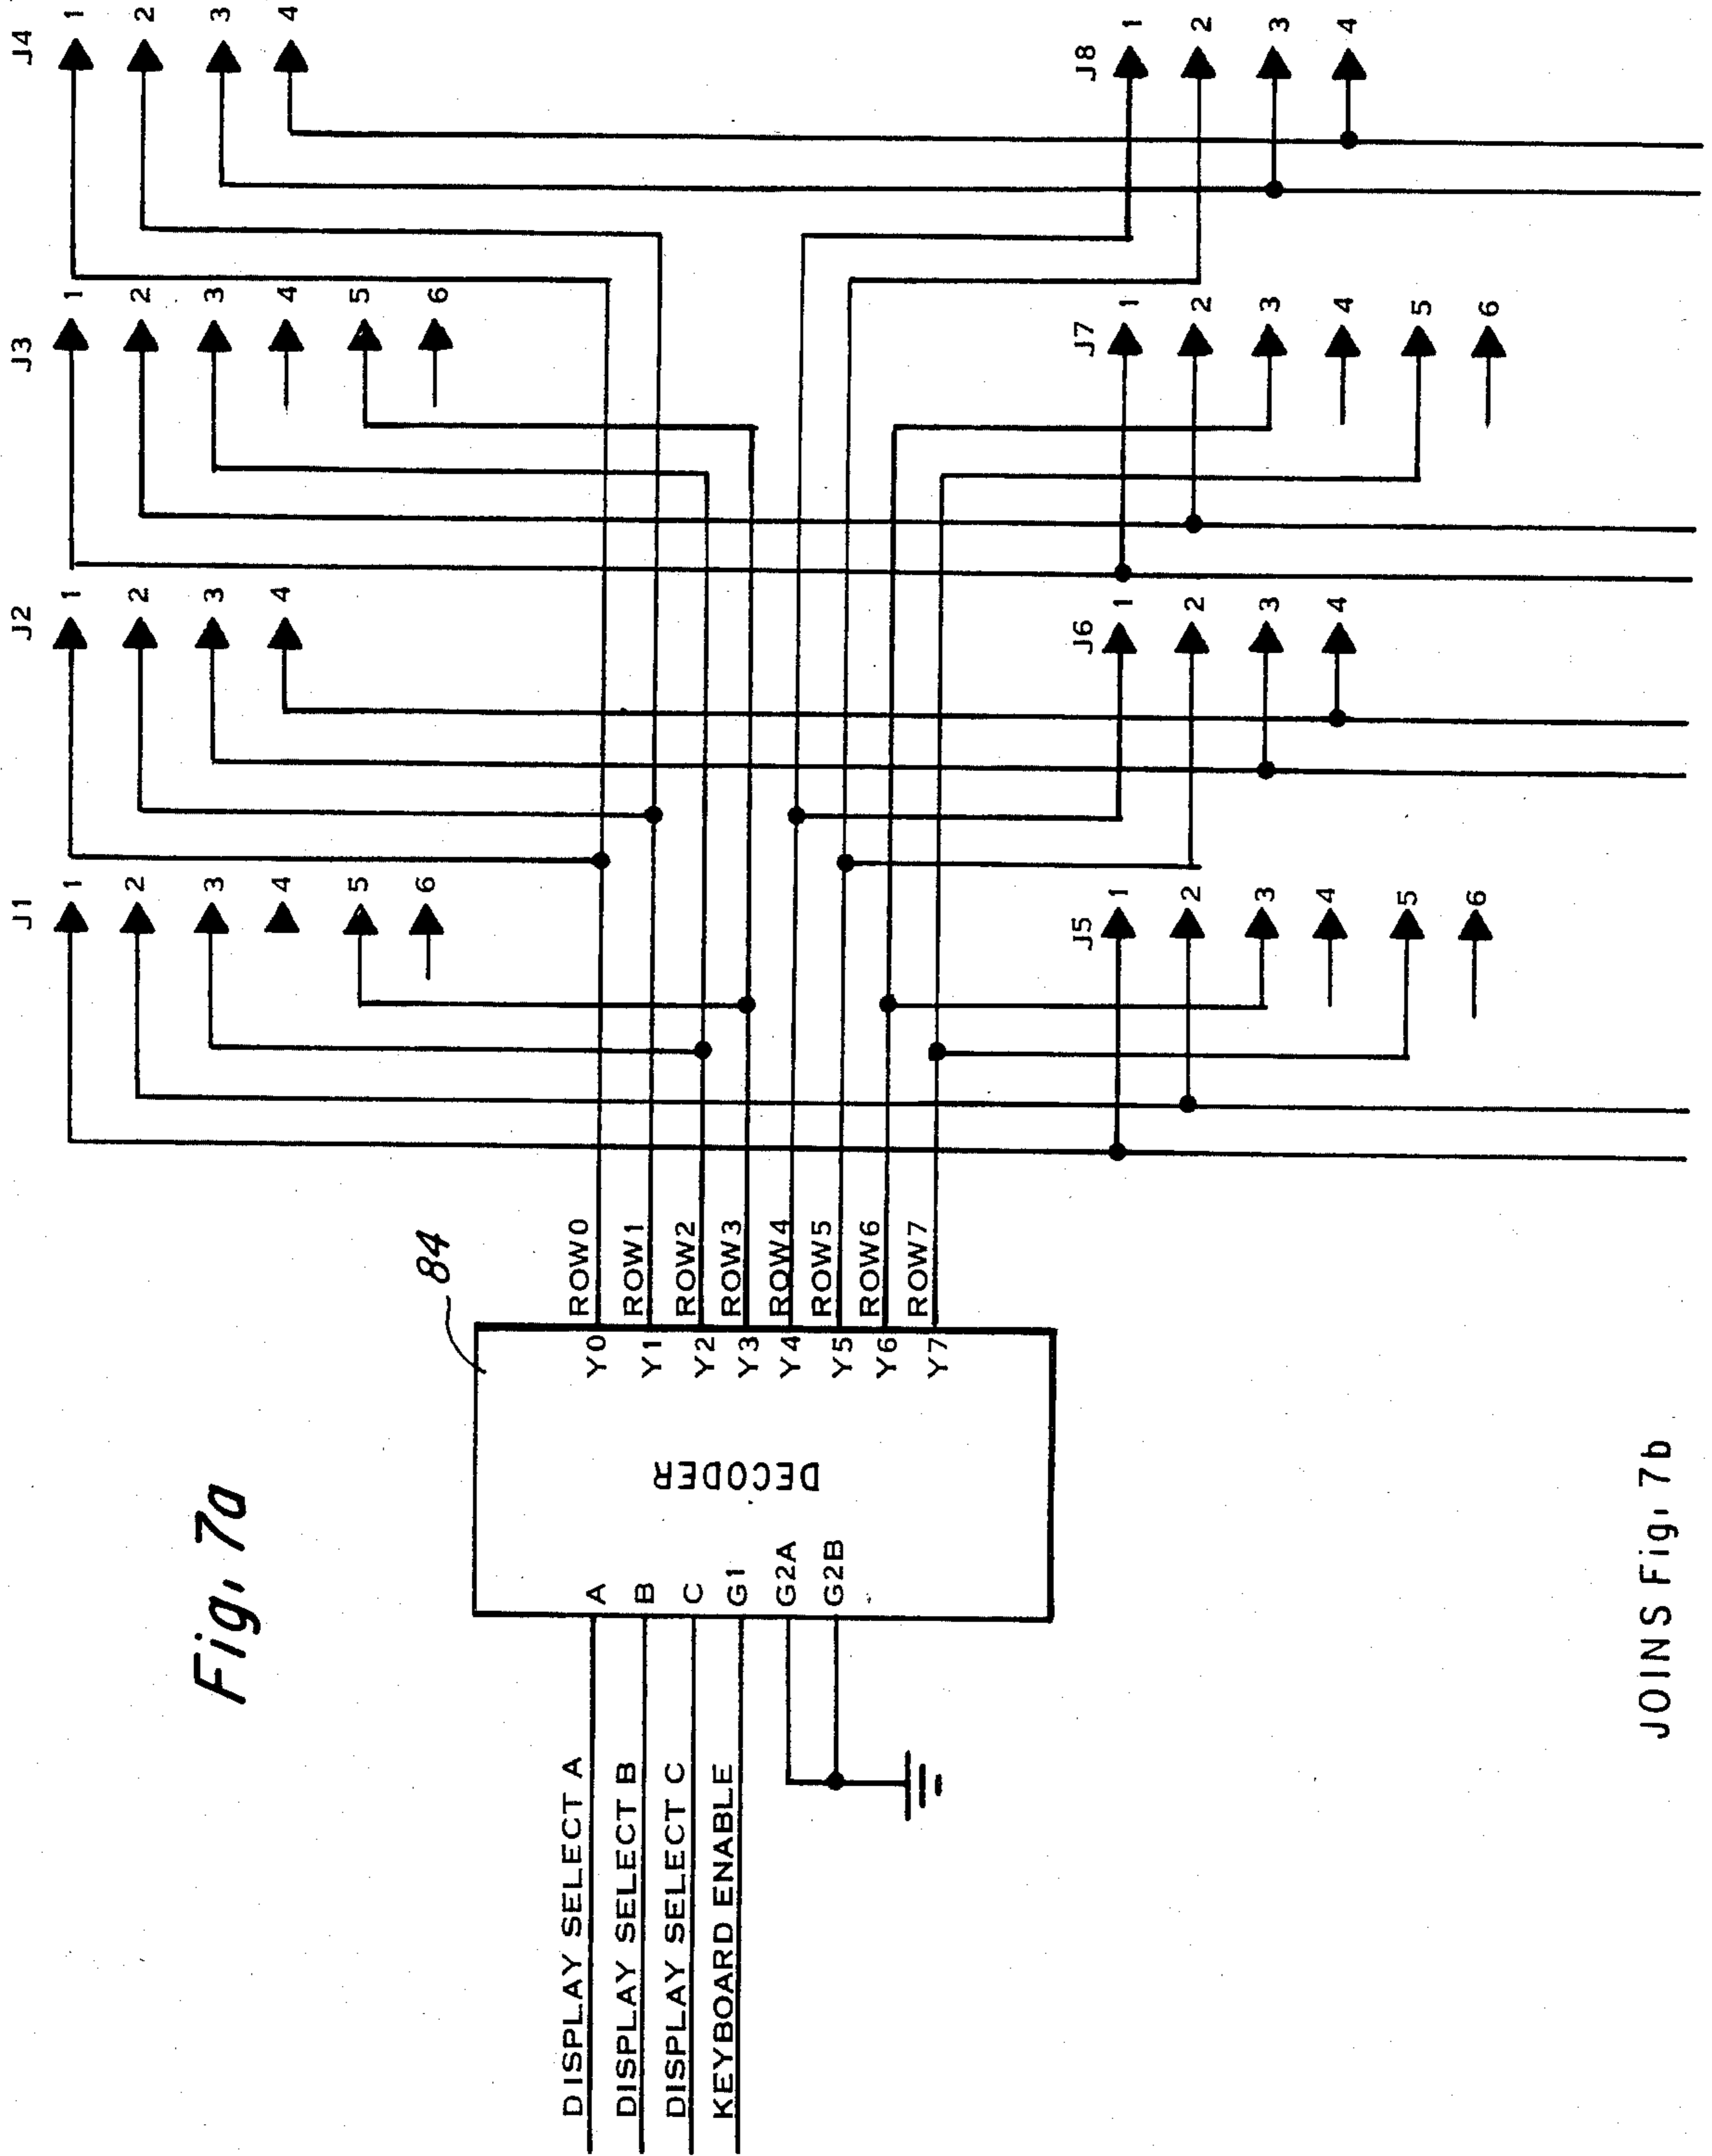 Fig. 7a
DISPLAY SELECT A
DISPLAY SELECT B
DISPLAY SELECT C
KEYBOARD ENABLE
A
B
C
G1
G2A
G2B
DECODER
84
Y0
Y1
Y2
Y3
Y4
Y5
Y6
Y7
ROW0
ROW1
ROW2
ROW3
ROW4
ROW5
ROW6
ROW7
J1
1
2
3
4
5
6
J2
1
2
3
4
J3
1
2
3
4
5
6
J4
1
2
3
4
J5
1
2
3
4
5
6
J6
1
2
3
4
J7
1
2
3
4
5
6
J8
1
2
3
4
JOINS Fig. 7b